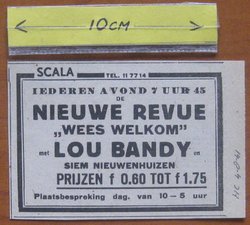 10CM
SCALA
TEL. 117714
IEDEREN AVOND 7 UUR 45
DE
NIEUWE REVUE
„WEES WELKOM”
met LOU BANDY en
SIEM NIEUWENHUIZEN
PRIJZEN f 0.60 TOT f 1.75
Plaatsbespreking dag. van 10–5 uur